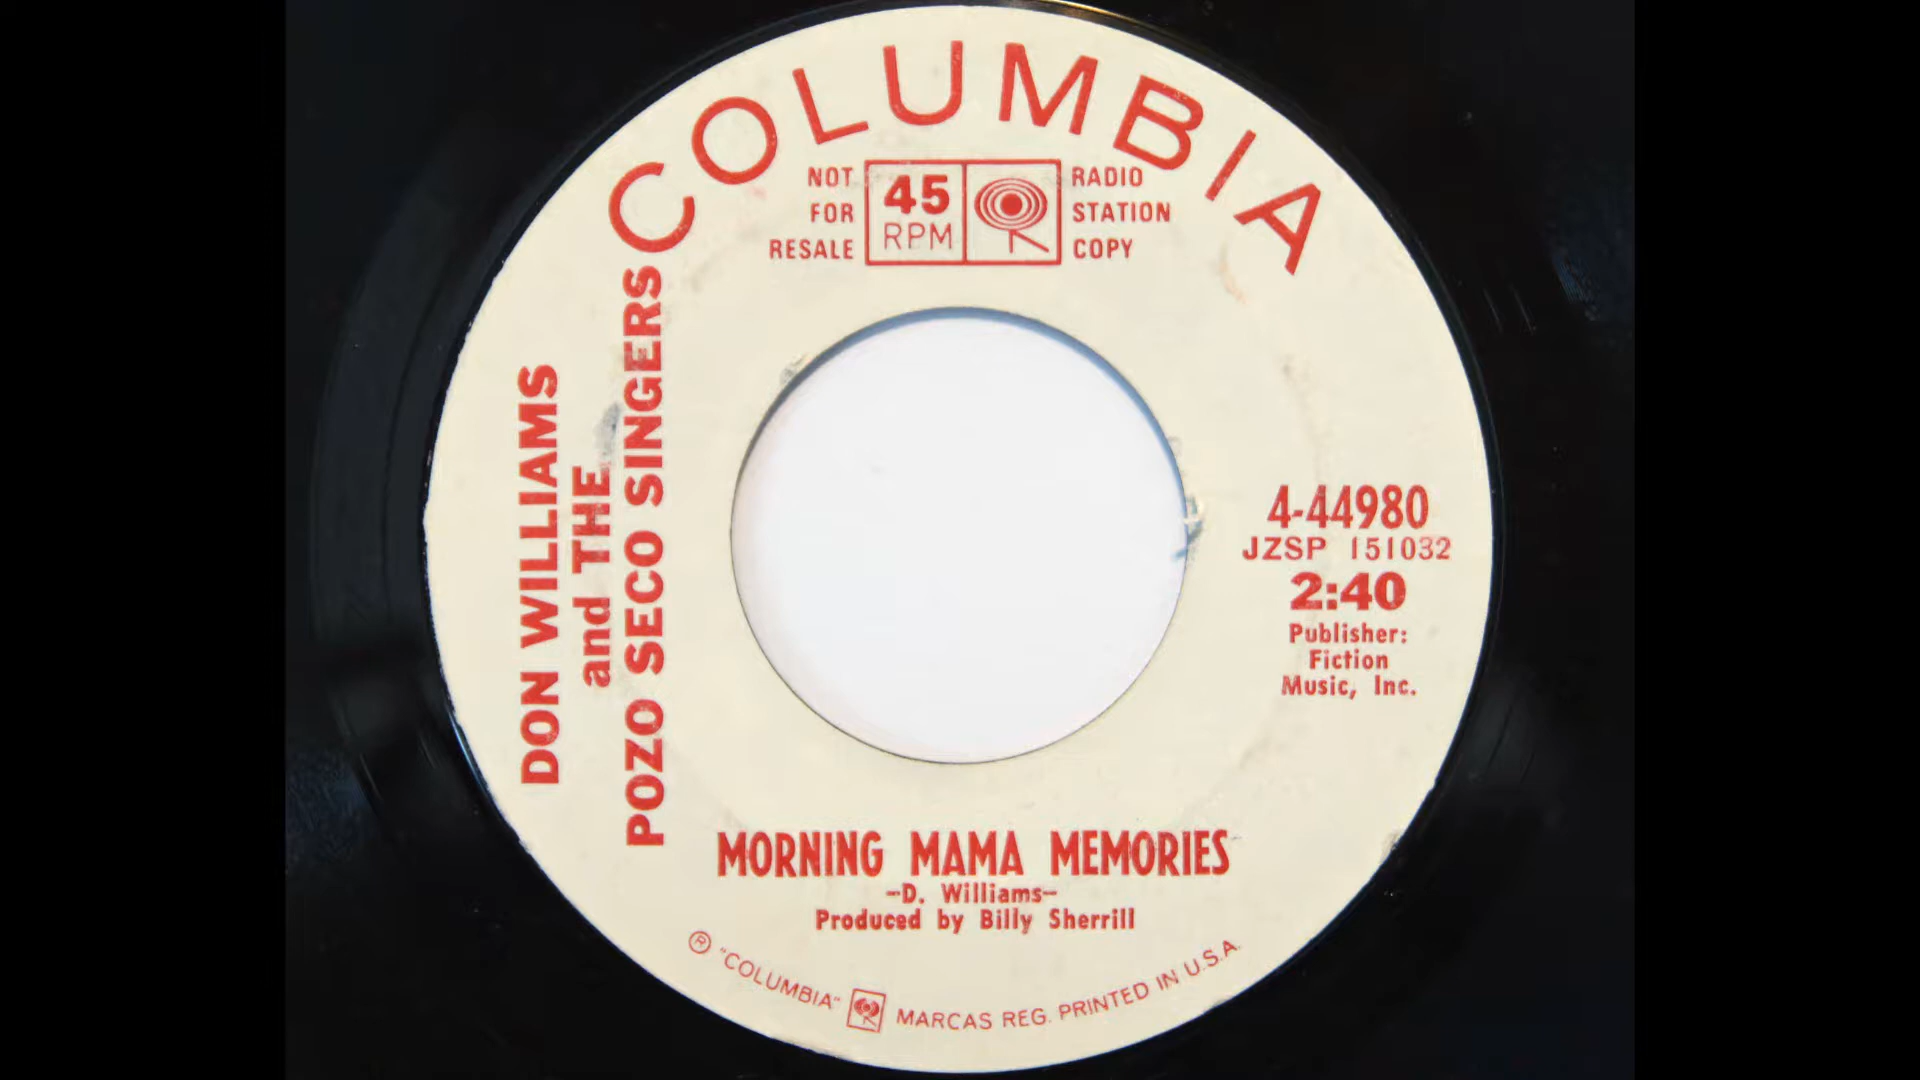 COLUMBIA
NOT
FOR
RESALE
45
RPM
RADIO
STATION
COPY
DON WILLIAMS
and THE
POZO SECO SINGERS
4-44980
JZSP 151032
2:40
Publisher:
Fiction
Music, Inc.
MORNING MAMA MEMORIES
-D. Williams-
Produced by Billy Sherrill
® "COLUMBIA" MARCAS REG. PRINTED IN U.S.A.